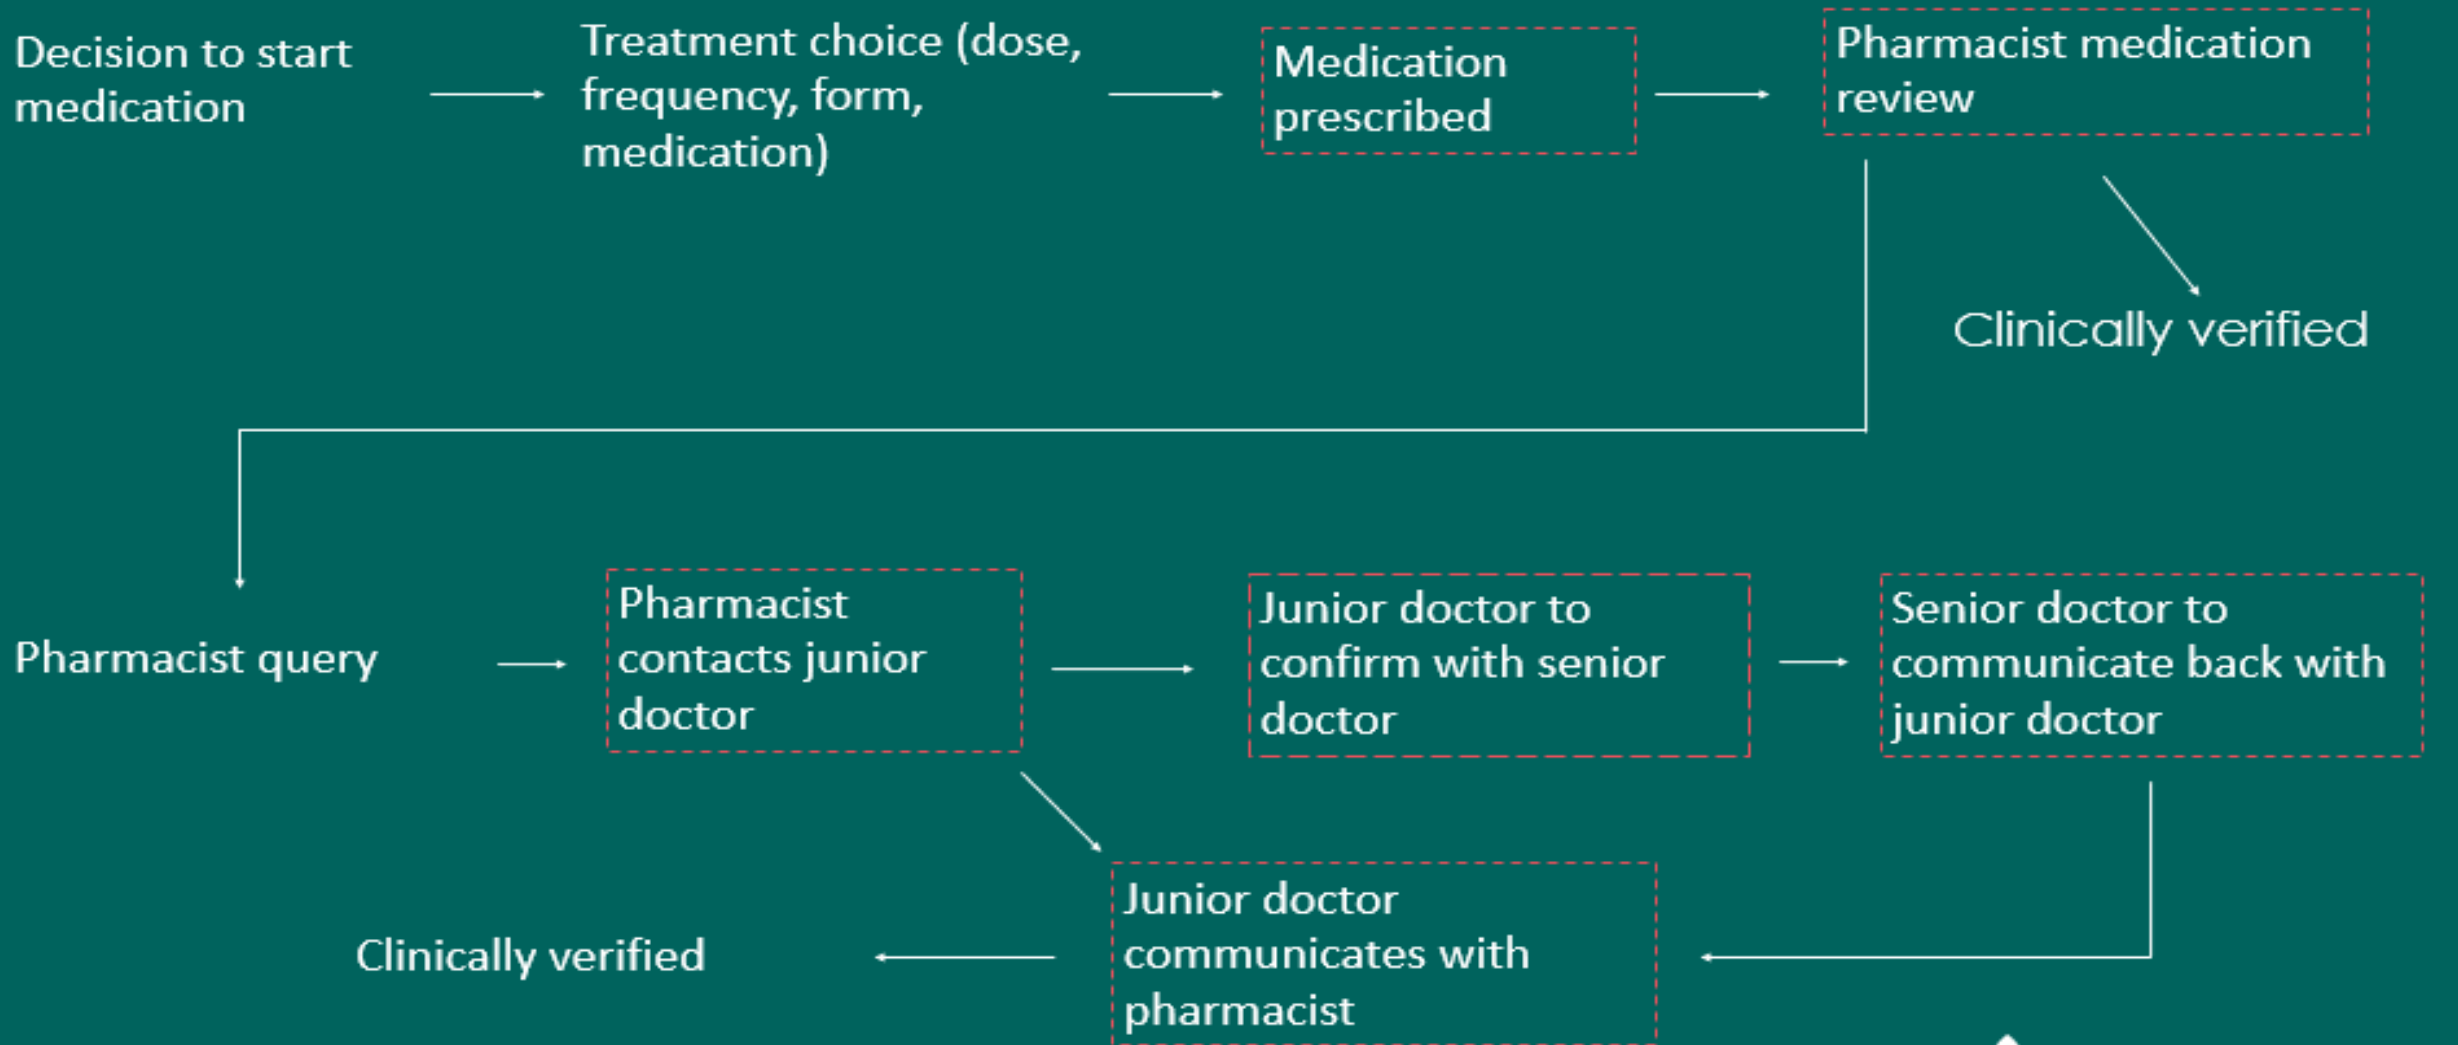 Decision to start
medication
Treatment choice (dose,
frequency, form,
medication)
Medication
prescribed
Pharmacist medication
review
Clinically verified
Pharmacist query
Pharmacist
contacts junior
doctor
Junior doctor to
confirm with senior
doctor
Senior doctor to
communicate back with
junior doctor
Junior doctor
communicates with
pharmacist
Clinically verified